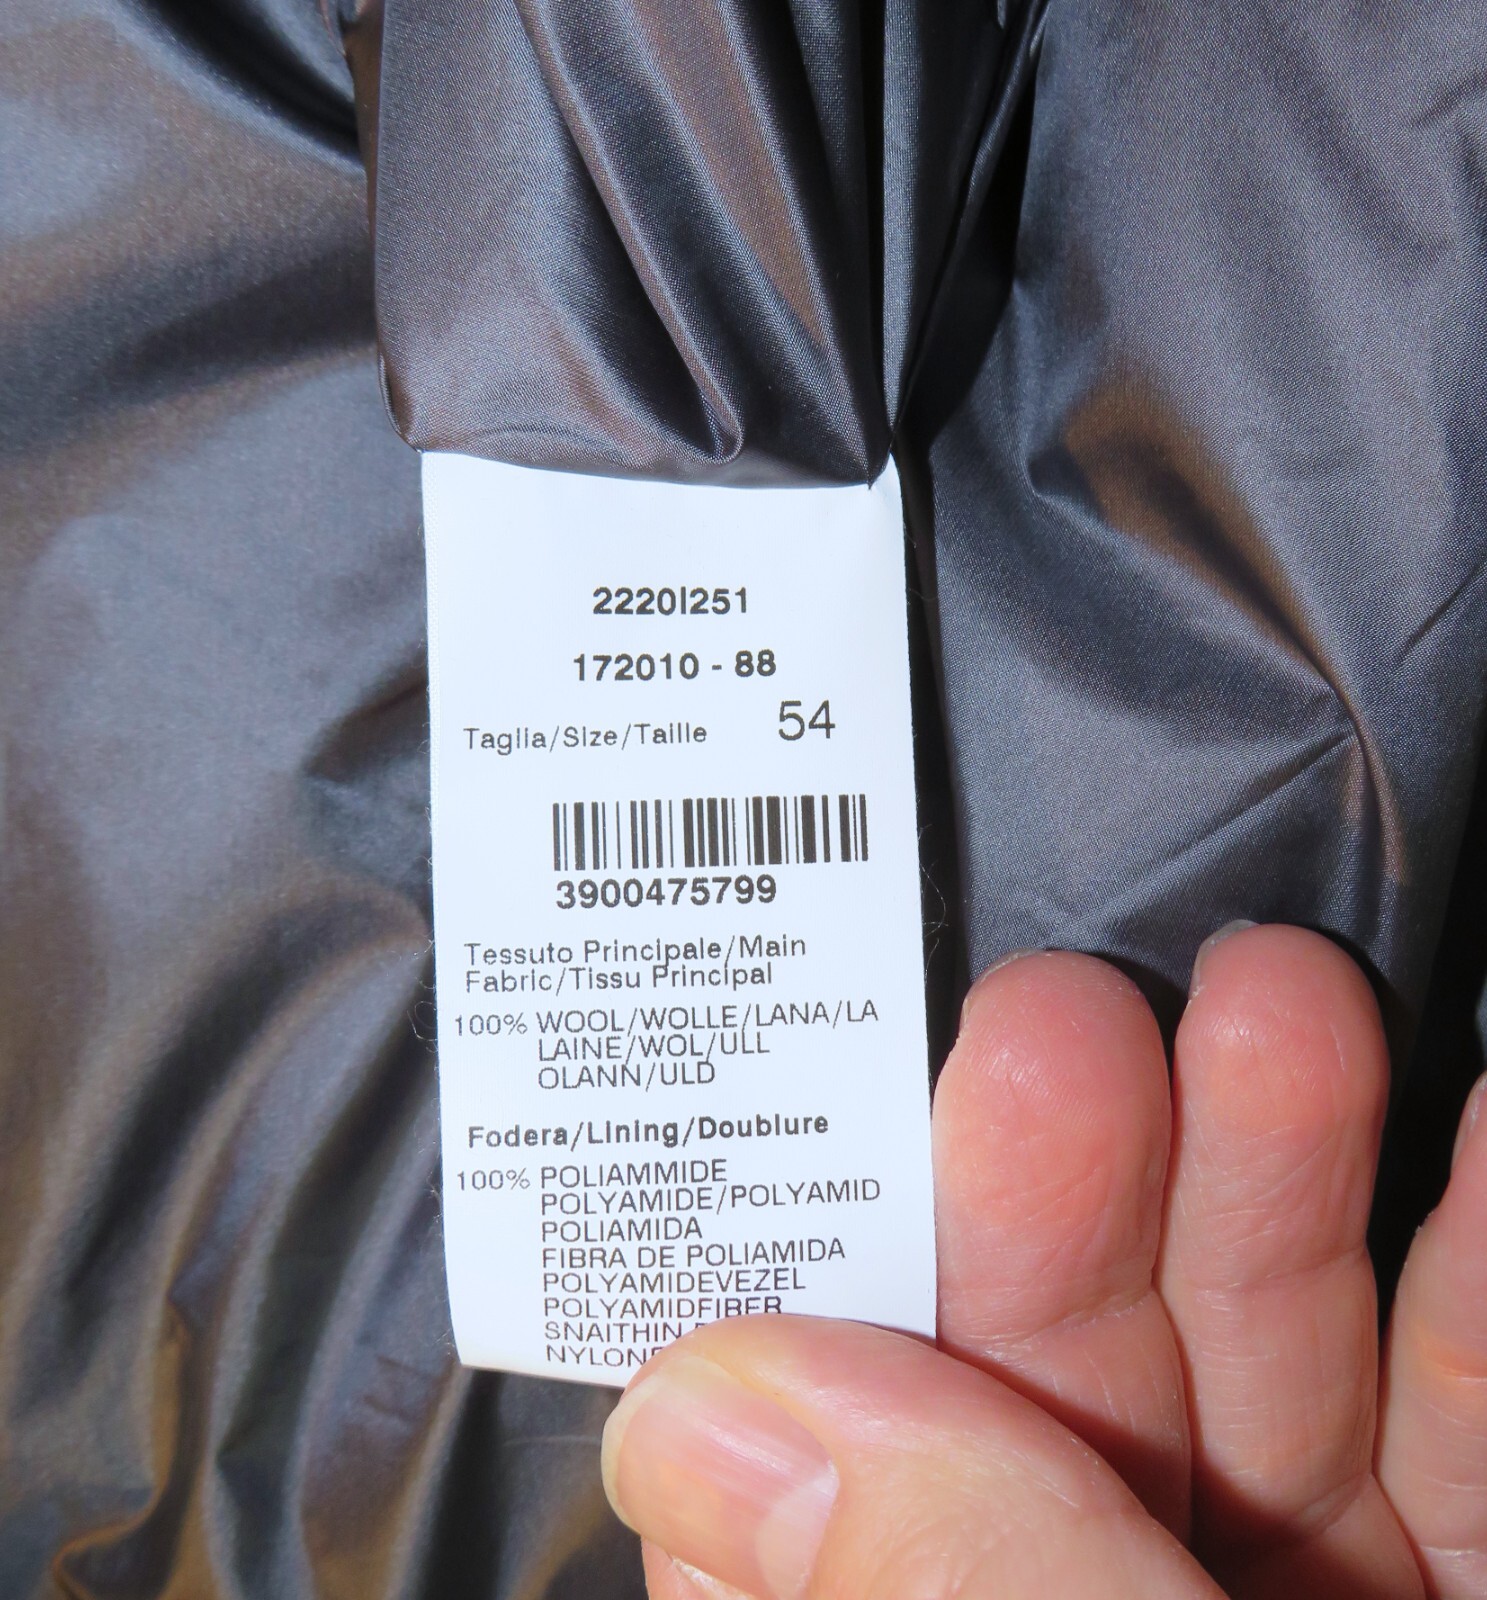 2220I251
172010 - 88
Taglia/Size/Taille 54
3900475799
Tessuto Principale/Main
Fabric/Tissu Principal
100% WOOL/WOLLE/LANA/LA
LAINE/WOL/ULL
OLANN/ULD
Fodera/Lining/Doublure
100% POLIAMMIDE
POLYAMIDE/POLYAMID
POLIAMIDA
FIBRA DE POLIAMIDA
POLYAMIDEVEZEL
POLYAMIDFIBER
SNAITHIN